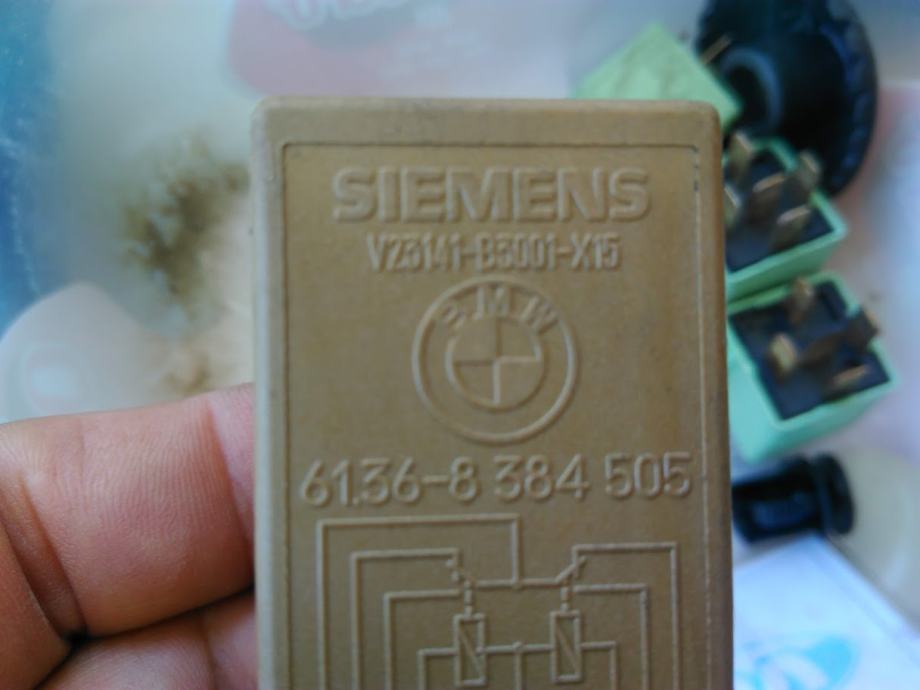 SIEMENS
V23141-B3001-X15
BMW
61.36-8 384 505